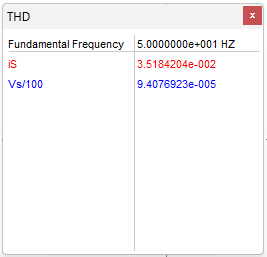 THD
Fundamental Frequency 5.0000000e+001 HZ
iS 3.5184204e-002
Vs/100 9.4076923e-005